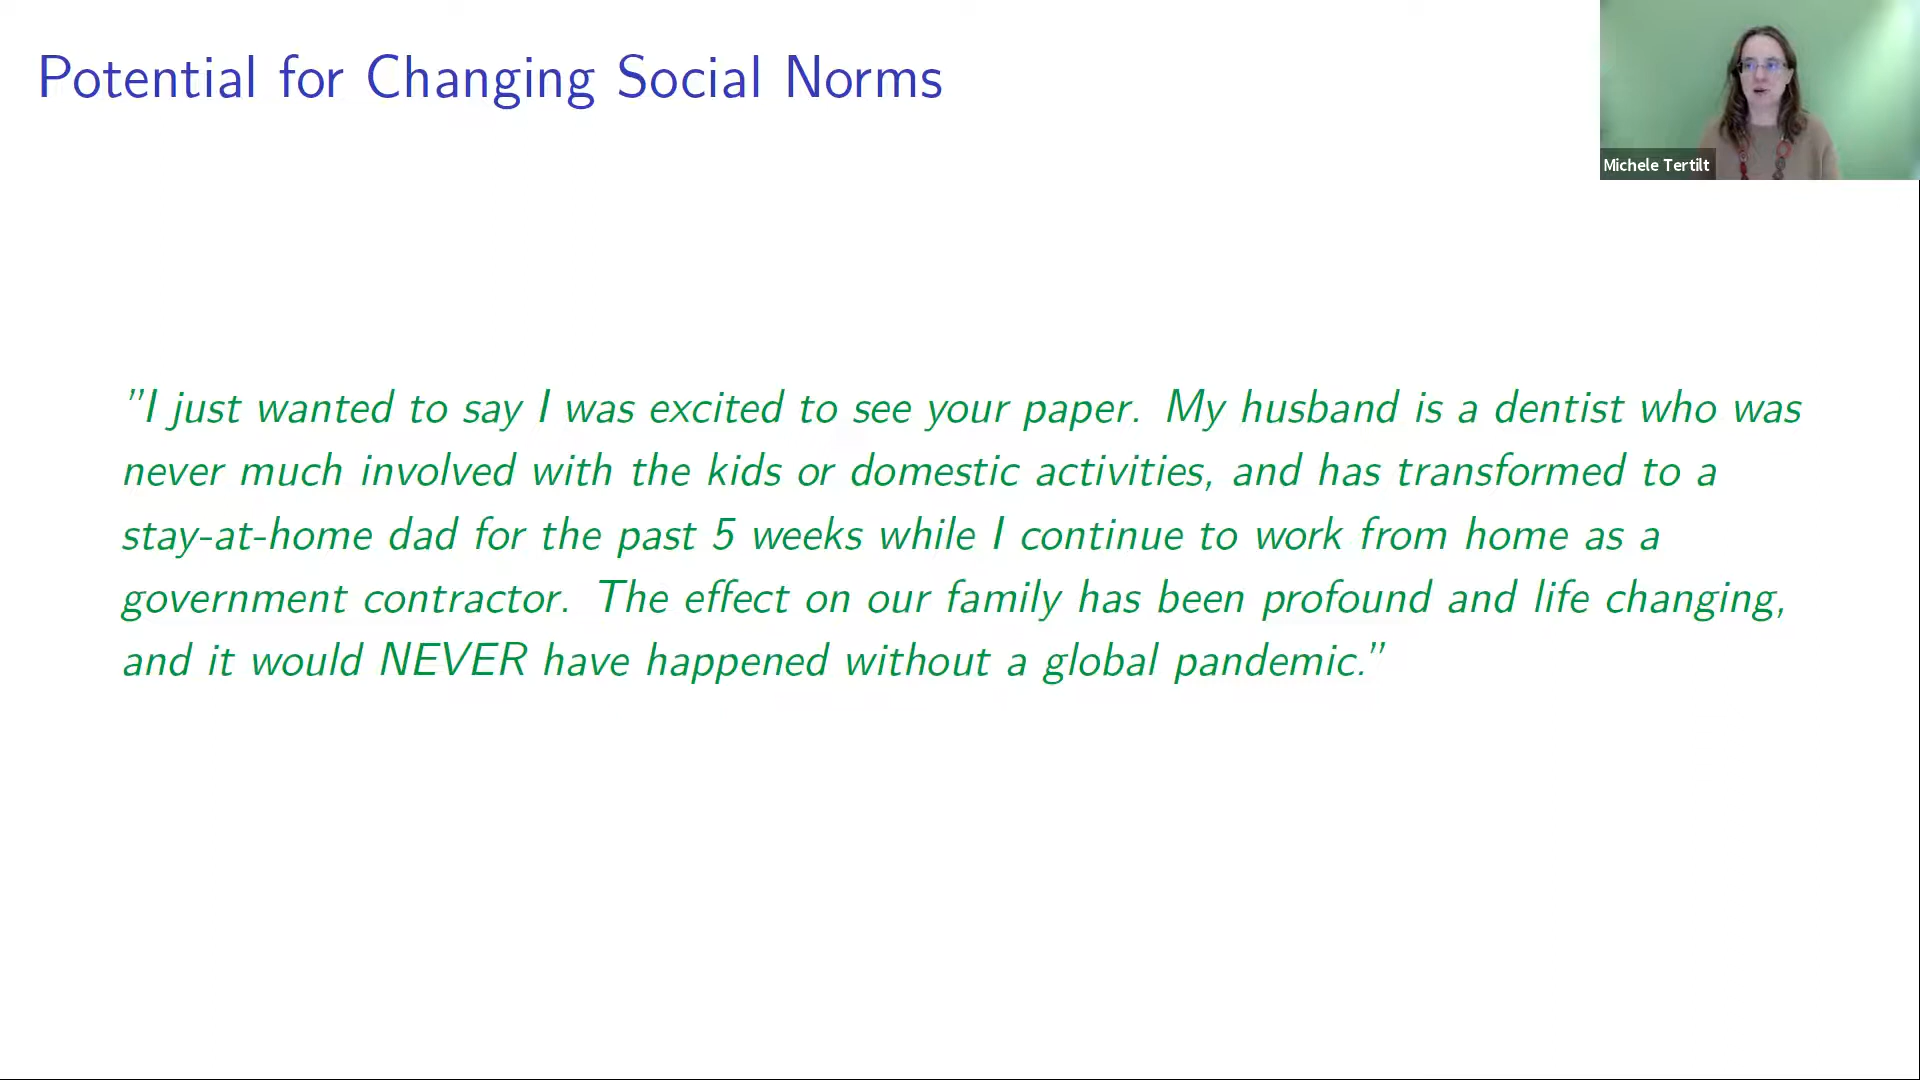 Potential for Changing Social Norms
Michele Tertilt
"I just wanted to say I was excited to see your paper. My husband is a dentist who was
never much involved with the kids or domestic activities, and has transformed to a
stay-at-home dad for the past 5 weeks while I continue to work from home as a
government contractor. The effect on our family has been profound and life changing,
and it would NEVER have happened without a global pandemic."